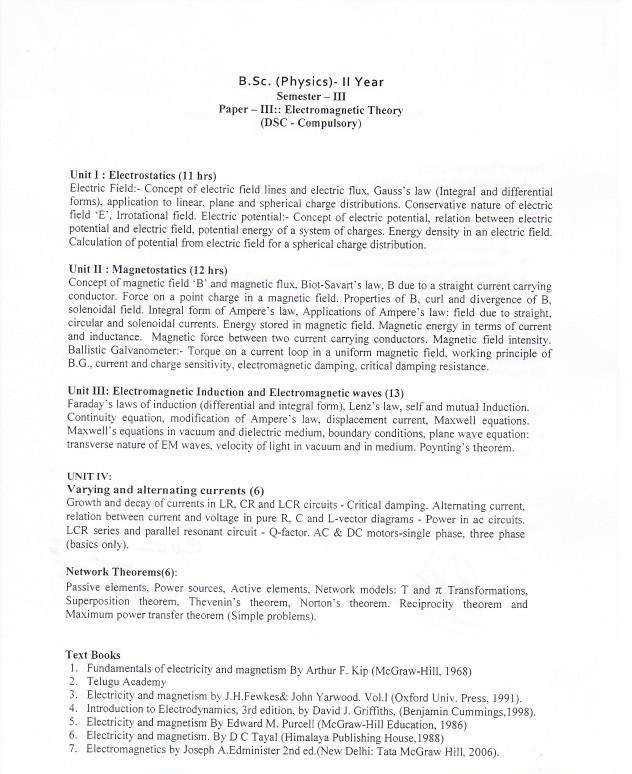 B.Sc. (Physics)- II Year
Semester – III
Paper – III:: Electromagnetic Theory
(DSC - Compulsory)
Unit I : Electrostatics (11 hrs)
Electric Field:- Concept of electric field lines and electric flux, Gauss's law (Integral and differential
forms), application to linear, plane and spherical charge distributions. Conservative nature of electric
field 'E', Irrotational field. Electric potential:- Concept of electric potential, relation between electric
potential and electric field, potential energy of a system of charges. Energy density in an electric field.
Calculation of potential from electric field for a spherical charge distribution.
Unit II : Magnetostatics (12 hrs)
Concept of magnetic field 'B' and magnetic flux, Biot-Savart's law, B due to a straight current carrying
conductor. Force on a point charge in a magnetic field. Properties of B, curl and divergence of B,
solenoidal field. Integral form of Ampere's law, Applications of Ampere's law: field due to straight,
circular and solenoidal currents. Energy stored in magnetic field. Magnetic energy in terms of current
and inductance. Magnetic force between two current carrying conductors. Magnetic field intensity.
Ballistic Galvanometer:- Torque on a current loop in a uniform magnetic field, working principle of
B.G., current and charge sensitivity, electromagnetic damping, critical damping resistance.
Unit III: Electromagnetic Induction and Electromagnetic waves (13)
Faraday's laws of induction (differential and integral form), Lenz's law, self and mutual Induction.
Continuity equation, modification of Ampere's law, displacement current, Maxwell equations.
Maxwell's equations in vacuum and dielectric medium, boundary conditions, plane wave equation:
transverse nature of EM waves, velocity of light in vacuum and in medium. Poynting's theorem.
UNIT IV:
Varying and alternating currents (6)
Growth and decay of currents in LR, CR and LCR circuits - Critical damping. Alternating current,
relation between current and voltage in pure R, C and L-vector diagrams - Power in ac circuits.
LCR series and parallel resonant circuit - Q-factor. AC & DC motors-single phase, three phase
(basics only).
Network Theorems(6):
Passive elements, Power sources, Active elements, Network models: T and π Transformations,
Superposition theorem, Thevenin's theorem, Norton's theorem. Reciprocity theorem and
Maximum power transfer theorem (Simple problems).
Text Books
1. Fundamentals of electricity and magnetism By Arthur F. Kip (McGraw-Hill, 1968)
2. Telugu Academy
3. Electricity and magnetism by J.H.Fewkes& John Yarwood. Vol.I (Oxford Univ. Press, 1991).
4. Introduction to Electrodynamics, 3rd edition, by David J. Griffiths, (Benjamin Cummings,1998).
5. Electricity and magnetism By Edward M. Purcell (McGraw-Hill Education, 1986)
6. Electricity and magnetism. By D C Tayal (Himalaya Publishing House,1988)
7. Electromagnetics by Joseph A.Edminister 2nd ed.(New Delhi: Tata McGraw Hill, 2006).